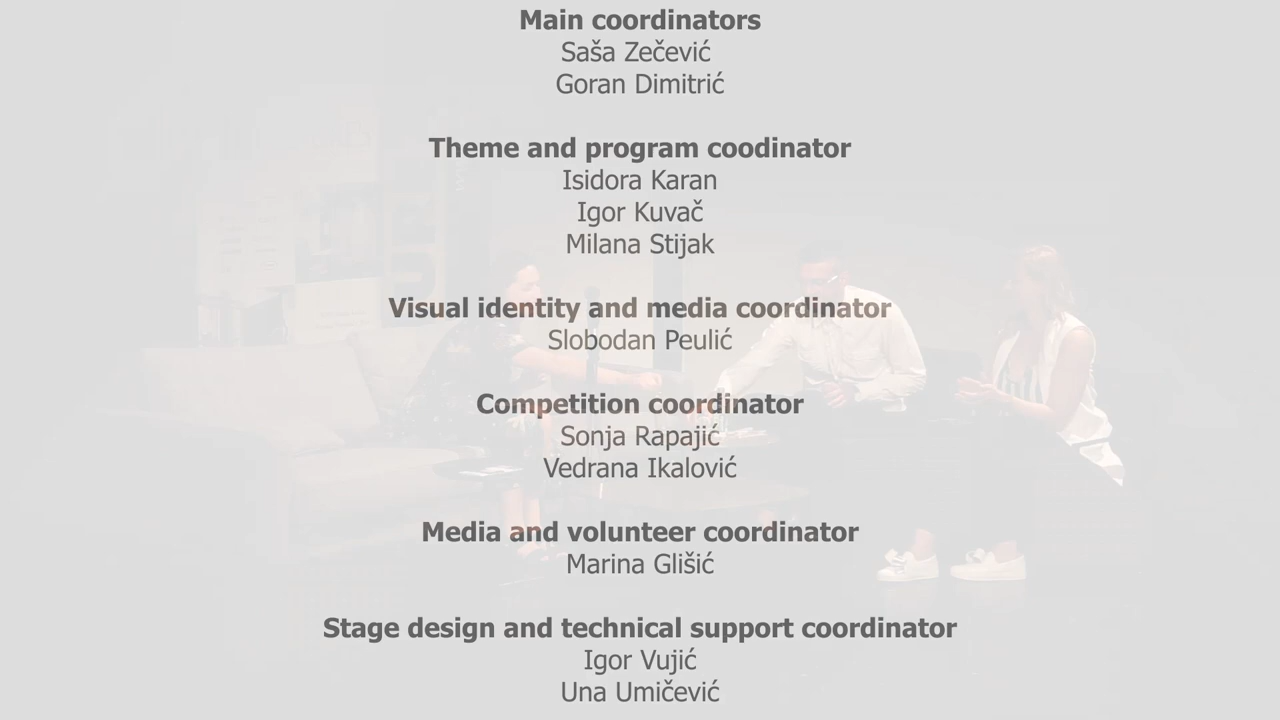 Main coordinators
Saša Zečević
Goran Dimitrić
Theme and program coodinator
Isidora Karan
Igor Kuvač
Milana Stijak
Visual identity and media coordinator
Slobodan Peulić
Competition coordinator
Sonja Rapajić
Vedrana Ikalović
Media and volunteer coordinator
Marina Glišić
Stage design and technical support coordinator
Igor Vujić
Una Umičević